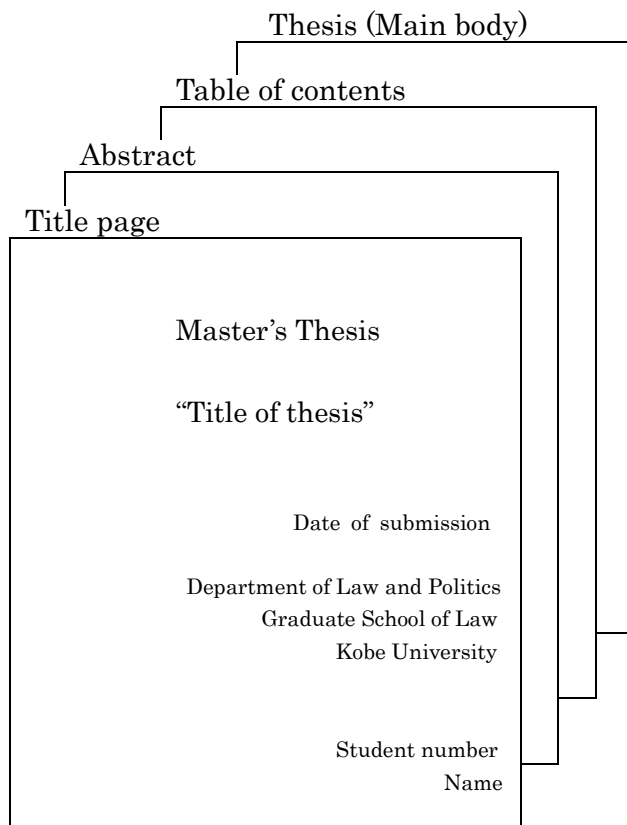 Thesis (Main body)
Table of contents
Abstract
Title page
Master’s Thesis
“Title of thesis”
Date of submission
Department of Law and Politics
Graduate School of Law
Kobe University
Student number
Name